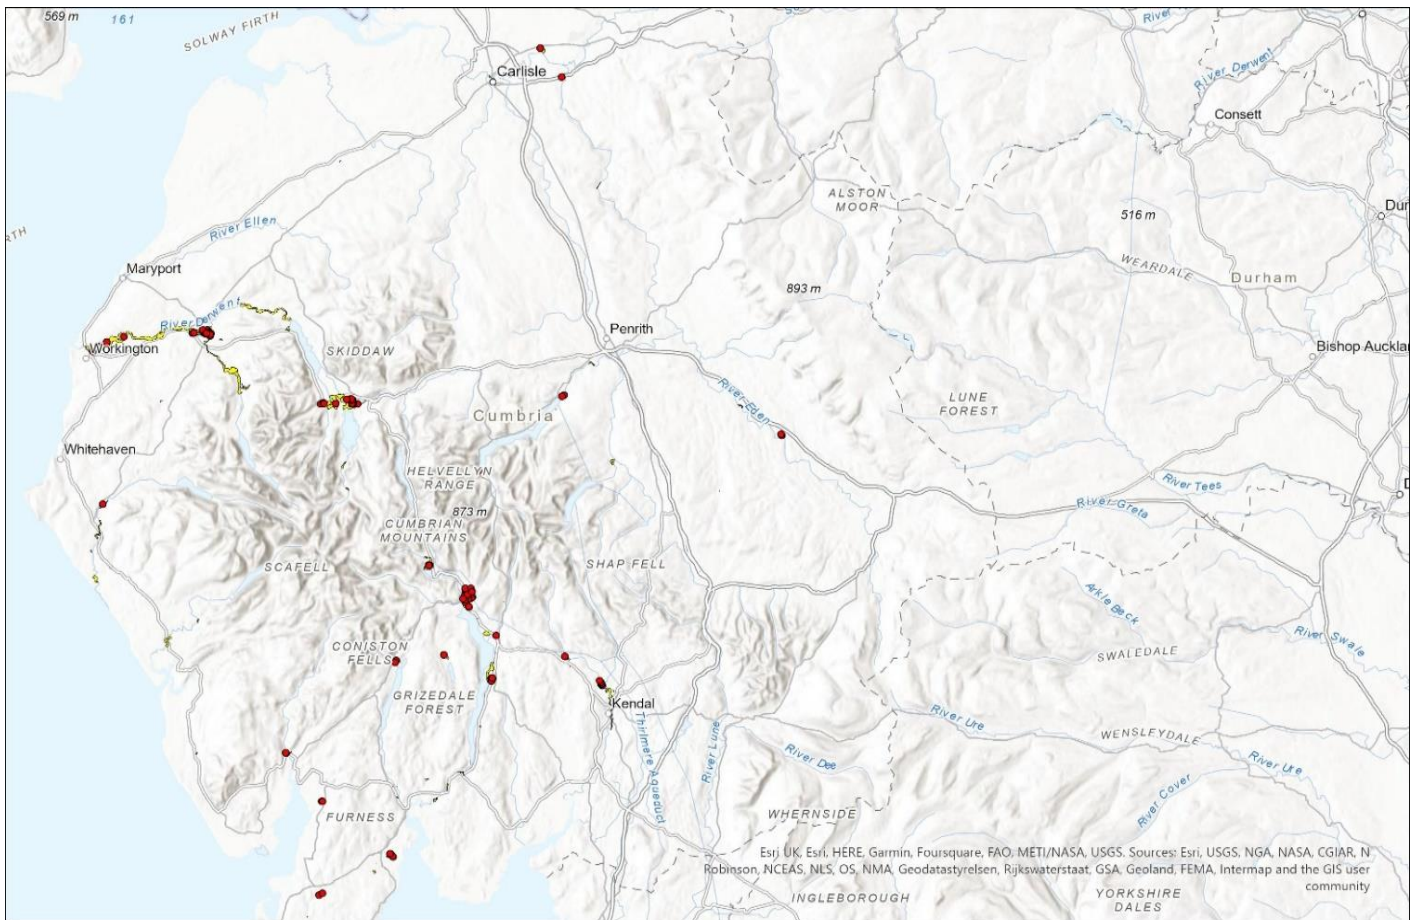 569 m
161
SOLWAY FIRTH
River
Carlisle
River Derwent
Consett
ALSTON
MOOR
516 m
River Ellen
Maryport
WEARDALE
Durham
893 m
River Derwent
Penrith
Workington
SKIDDAW
River Eden
LUNE
FOREST
Cumbria
Whitehaven
HELVELLYN
RANGE
873 m
CUMBRIAN
MOUNTAINS
River Tees
River Greta
SCAFELL
SHAP FELL
Arkle Beck
River Swale
CONISTON
FELLS
SWALEDALE
GRIZEDALE
FOREST
Kendal
Thirlmere Aqueduct
River Lune
River Ure
WENSLEYDALE
River Dee
River Ure
River Cover
FURNESS
WHERNSIDE
Esri UK, Esri, HERE, Garmin, Foursquare, FAO, METI/NASA, USGS. Sources: Esri, USGS, NGA, NASA, CGIAR, N
Robinson, NCEAS, NLS, OS, NMA, Geodatastyrelsen, Rijkswaterstaat, GSA, Geoland, FEMA, Intermap and the GIS user
community
INGLEBOROUGH
YORKSHIRE
DALES